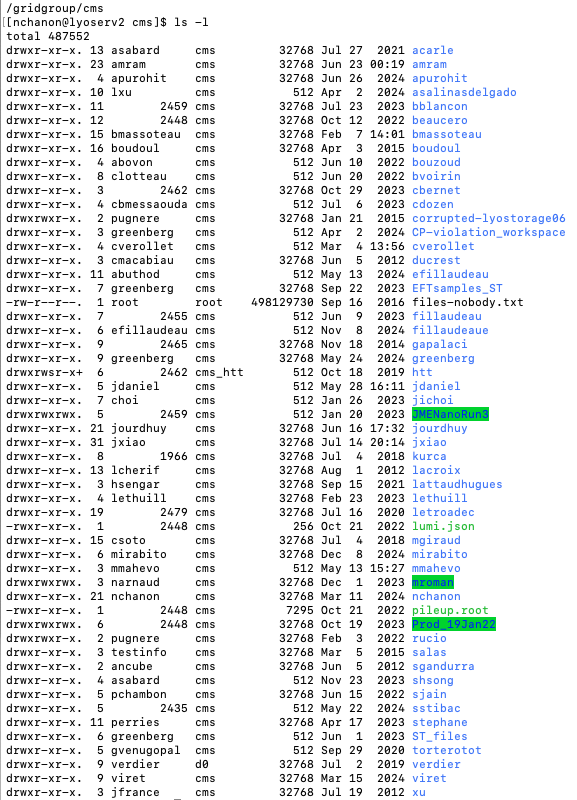 /gridgroup/cms
[[nchanon@lyoserv2 cms]$ ls -l
total 487552
drwxr-xr-x. 13 asabard cms 32768 Jul 27 2021 acarle
drwxr-xr-x. 23 amram cms 32768 Jun 23 00:19 amram
drwxr-xr-x. 4 apurohit cms 32768 Jun 26 2024 apurohit
drwxr-xr-x. 10 lxu cms 512 Apr 2 2024 asalinasdelgado
drwxr-xr-x. 11 2459 cms 32768 Jul 23 2023 bblancon
drwxr-xr-x. 12 2448 cms 32768 Oct 12 2022 beaucero
drwxr-xr-x. 15 bmassoteau cms 32768 Feb 7 14:01 bmassoteau
drwxr-xr-x. 16 boudoul cms 32768 Apr 3 2015 boudoul
drwxr-xr-x. 4 abovon cms 512 Jun 10 2022 bouzoud
drwxr-xr-x. 8 clotteau cms 512 Jun 20 2022 bvoirin
drwxr-xr-x. 3 2462 cms 32768 Oct 29 2023 cbernet
drwxr-xr-x. 4 cbmessaouda cms 512 Jul 6 2023 cdozen
drwxrwxr-x. 2 pugnere cms 32768 Jan 21 2015 corrupted-lyostorage06
drwxr-xr-x. 3 greenberg cms 512 Apr 2 2024 CP-violation_workspace
drwxr-xr-x. 4 cverollet cms 512 Mar 4 13:56 cverollet
drwxr-xr-x. 3 cmacabiau cms 32768 Jun 5 2012 ducrest
drwxr-xr-x. 11 abuthod cms 512 May 13 2024 efillaudeau
drwxr-xr-x. 7 greenberg cms 32768 Sep 22 2023 EFTsamples_ST
-rw-r--r--. 1 root root 498129730 Sep 16 2016 files-nobody.txt
drwxr-xr-x. 7 2455 cms 512 Jun 9 2023 fillaudeau
drwxr-xr-x. 6 efillaudeau cms 512 Nov 8 2024 fillaudeaue
drwxr-xr-x. 9 2465 cms 32768 Nov 18 2014 gapalaci
drwxr-xr-x. 9 greenberg cms 32768 May 24 2024 greenberg
drwxrwsr-x+ 6 2462 cms_htt 512 Oct 18 2019 htt
drwxr-xr-x. 5 jdaniel cms 512 May 28 16:11 jdaniel
drwxr-xr-x. 7 choi cms 512 Jan 26 2023 jichoi
drwxrwxrwx. 5 2459 cms 512 Jan 20 2023 JMENanoRun3
drwxr-xr-x. 21 jourdhuy cms 32768 Jun 16 17:32 jourdhuy
drwxr-xr-x. 31 jxiao cms 32768 Jul 14 20:14 jxiao
drwxr-xr-x. 8 1966 cms 32768 Jul 4 2018 kurca
drwxr-xr-x. 13 lcherif cms 32768 Aug 1 2012 lacroix
drwxr-xr-x. 3 hsengar cms 32768 Sep 15 2021 lattaudhugues
drwxr-xr-x. 4 lethuill cms 32768 Feb 23 2023 lethuill
drwxr-xr-x. 19 2479 cms 32768 Jul 16 2020 letroadec
-rwxr-xr-x. 1 2448 cms 256 Oct 21 2022 lumi.json
drwxr-xr-x. 15 csoto cms 32768 Jul 4 2018 mgiraud
drwxr-xr-x. 6 mirabito cms 32768 Dec 8 2024 mirabito
drwxr-xr-x. 3 mmahevo cms 512 May 13 15:27 mmahevo
drwxrwxrwx. 3 narnaud cms 32768 Dec 1 2023 mroman
drwxr-xr-x. 21 nchanon cms 32768 Mar 11 2024 nchanon
-rwxr-xr-x. 1 2448 cms 7295 Oct 21 2022 pileup.root
drwxrwxrwx. 6 2448 cms 32768 Oct 19 2023 Prod_19Jan22
drwxr-xr-x. 2 pugnere cms 32768 Feb 3 2022 rucio
drwxr-xr-x. 3 testinfo cms 32768 Mar 5 2015 salas
drwxr-xr-x. 2 ancube cms 32768 Jun 5 2012 sgandurra
drwxr-xr-x. 4 asabard cms 512 Nov 23 2023 shsong
drwxr-xr-x. 5 pchambon cms 32768 Jun 15 2022 sjain
drwxr-xr-x. 5 2435 cms 512 May 22 2024 sstibac
drwxr-xr-x. 11 perries cms 32768 Apr 17 2023 stephane
drwxr-xr-x. 6 greenberg cms 512 Jun 1 2023 ST_files
drwxr-xr-x. 5 gvenugopal cms 512 Sep 29 2020 torterotot
drwxr-xr-x. 9 verdier d0 32768 Jul 2 2019 verdier
drwxr-xr-x. 9 viret cms 32768 Mar 15 2024 viret
drwxr-xr-x. 3 jfrance _ cms 32768 Jul 19 2012 xu